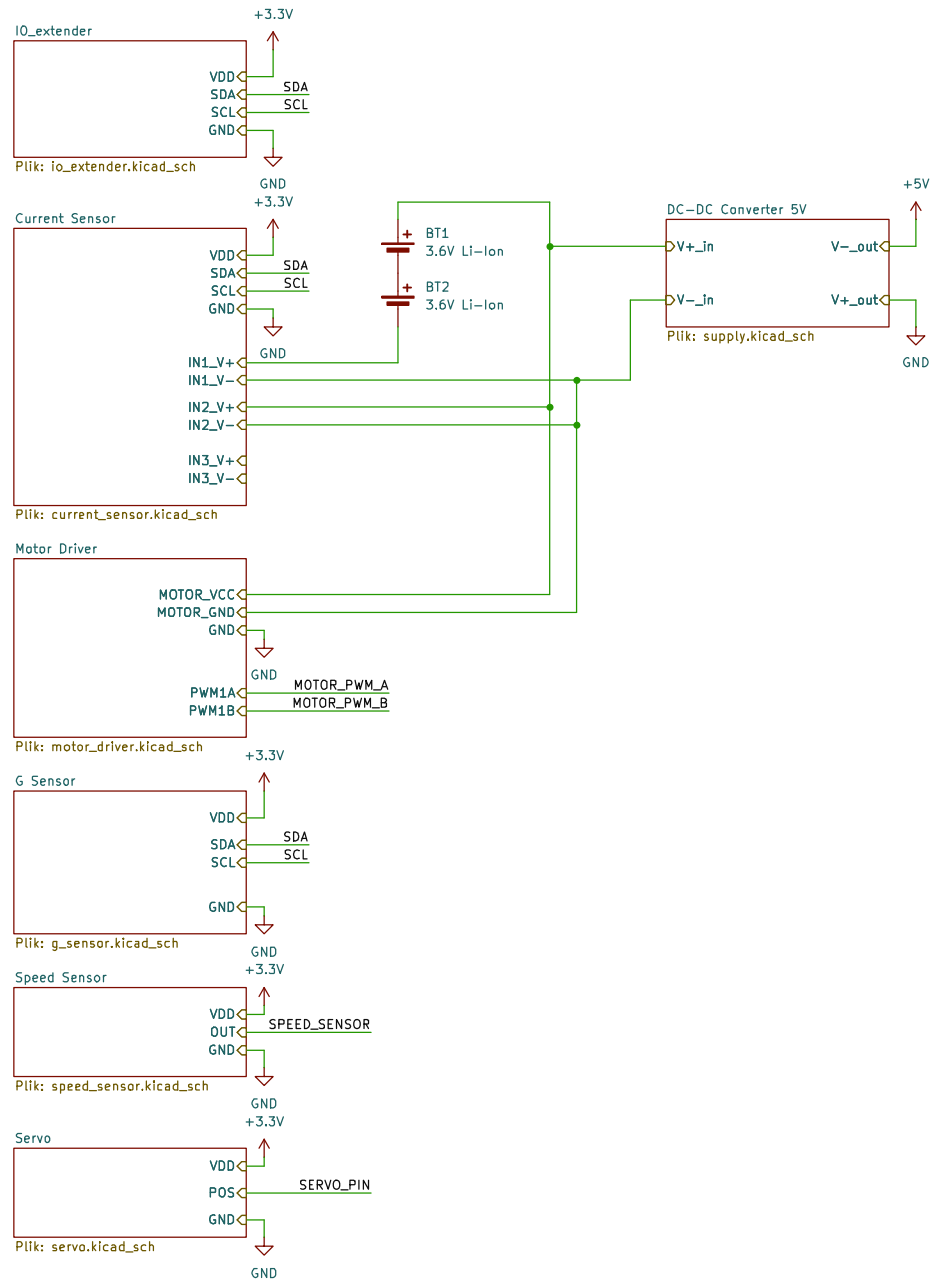 IO_extender
+3.3V
VDD
SDA
SDA
SCL
SCL
GND
Plik: io_extender.kicad_sch
GND
Current Sensor
+3.3V
VDD
SDA
SDA
SCL
SCL
GND
GND
IN1_V+
IN1_V-
IN2_V+
IN2_V-
IN3_V+
IN3_V-
Plik: current_sensor.kicad_sch
BT1
3.6V Li-Ion
BT2
3.6V Li-Ion
DC-DC Converter 5V
+5V
V+_in
V-_out
V-_in
V+_out
Plik: supply.kicad_sch
GND
Motor Driver
MOTOR_VCC
MOTOR_GND
GND
GND
PWM1A
MOTOR_PWM_A
PWM1B
MOTOR_PWM_B
Plik: motor_driver.kicad_sch
G Sensor
+3.3V
VDD
SDA
SDA
SCL
SCL
GND
Plik: g_sensor.kicad_sch
GND
Speed Sensor
+3.3V
VDD
OUT
SPEED_SENSOR
GND
Plik: speed_sensor.kicad_sch
GND
Servo
+3.3V
VDD
POS
SERVO_PIN
GND
Plik: servo.kicad_sch
GND